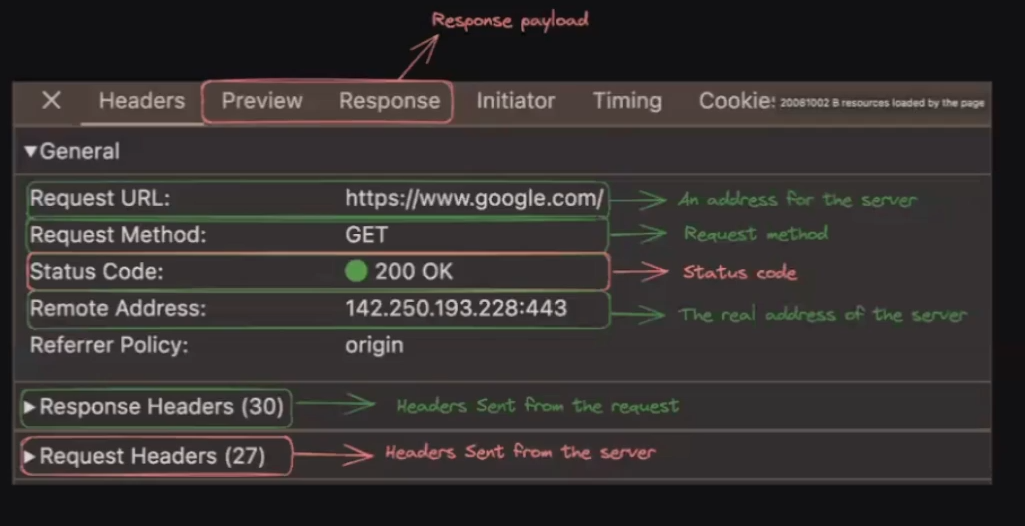 Response payload
Headers Preview Response Initiator Timing Cookie: 20081002 B resources loaded by the page
▼General
Request URL: https://www.google.com/ An address for the server
Request Method: GET Request method
Status Code: 200 OK Status code
Remote Address: 142.250.193.228:443 The real address of the server
Referrer Policy: origin
▶Response Headers (30) Headers Sent from the request
▶Request Headers (27) Headers Sent from the server